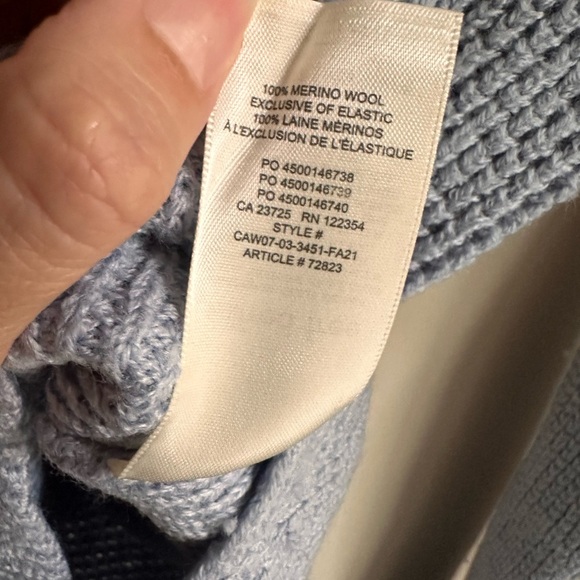 100% MERINO WOOL
EXCLUSIVE OF ELASTIC
100% LAINE MÉRINOS
À L'EXCLUSION DE L'ÉLASTIQUE
PO 4500146738
PO 4500146739
PO 4500146740
CA 23725 RN 122354
STYLE #
CAW07-03-3451-FA21
ARTICLE # 72823